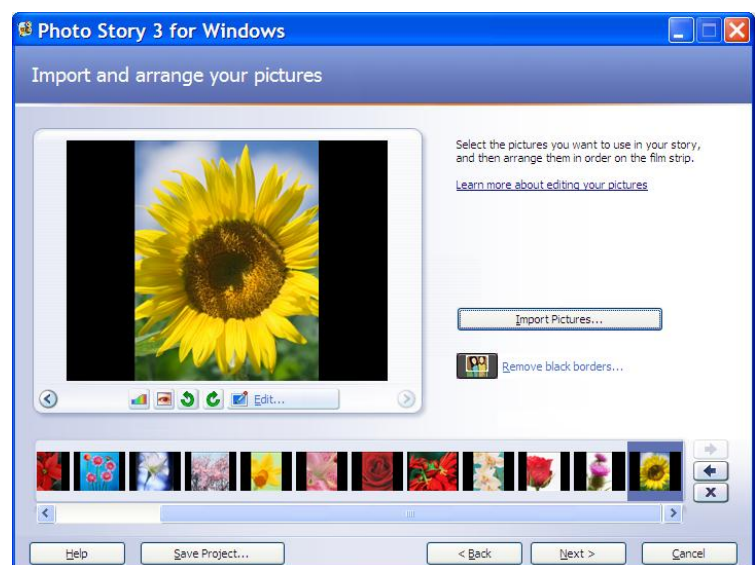 Photo Story 3 for Windows
Import and arrange your pictures
Select the pictures you want to use in your story,
and then arrange them in order on the film strip.
Learn more about editing your pictures
Import Pictures...
Remove black borders...
Edit...
Help
Save Project...
< Back
Next >
Cancel